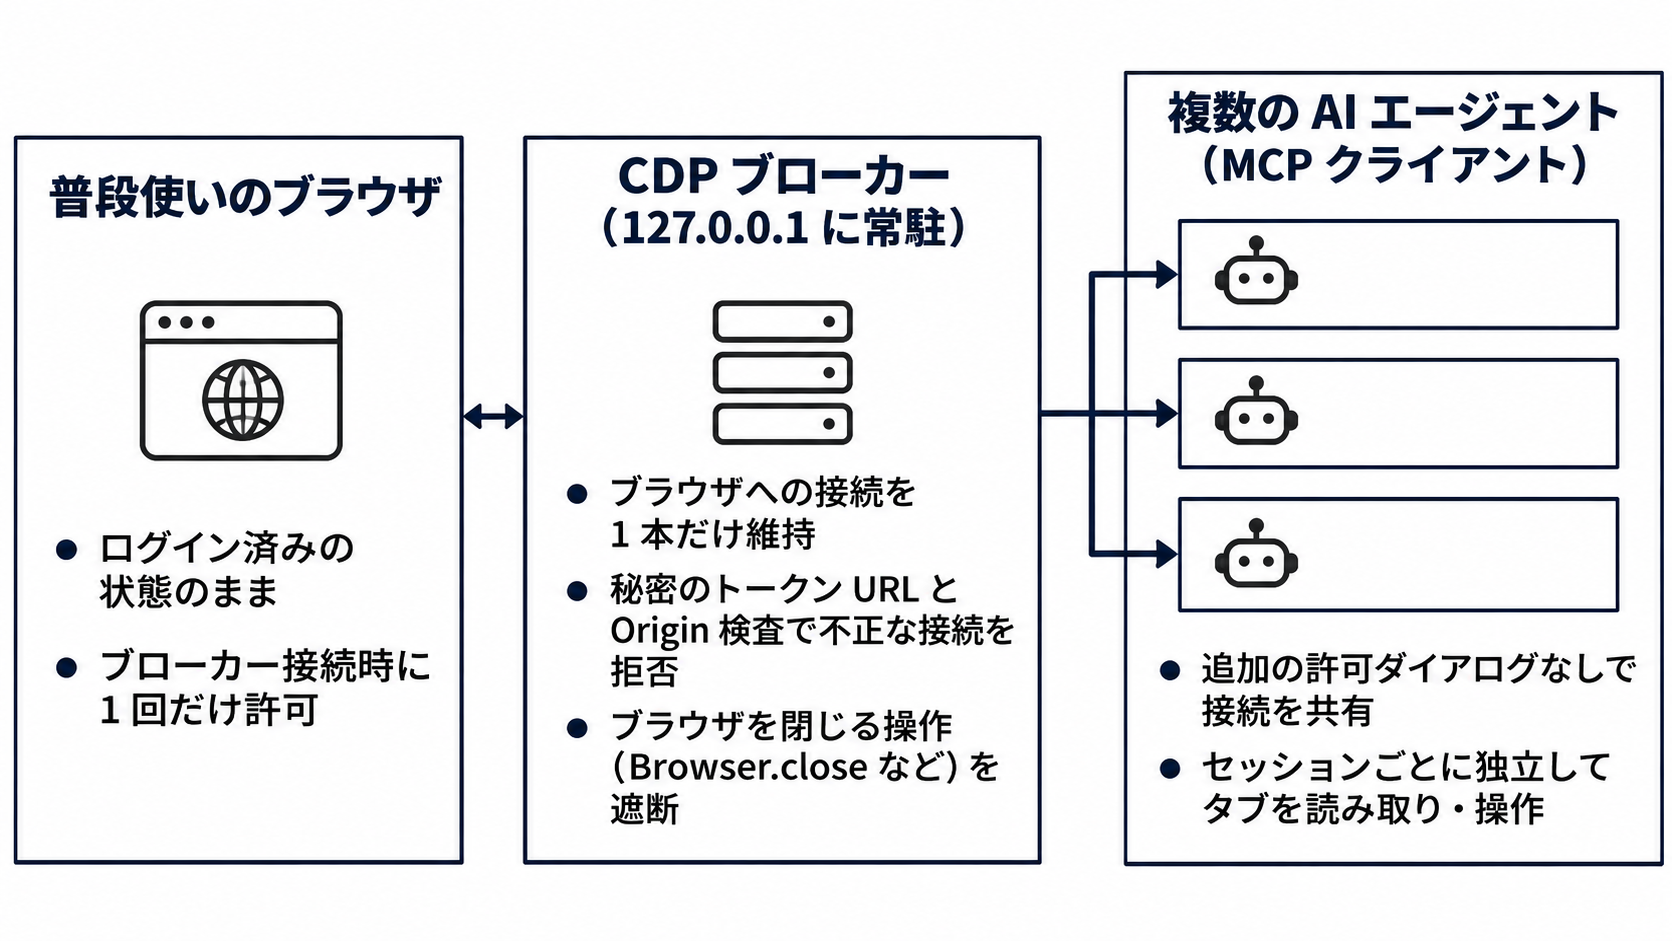 普段使いのブラウザ
● ログイン済みの
状態のまま
● ブローカー接続時に
1 回だけ許可
CDP ブローカー
（127.0.0.1 に常駐）
● ブラウザへの接続を
1 本だけ維持
● 秘密のトークン URL と
Origin 検査で不正な接続を
拒否
● ブラウザを閉じる操作
（Browser.close など）を
遮断
複数の AI エージェント
（MCP クライアント）
● 追加の許可ダイアログなしで
接続を共有
● セッションごとに独立して
タブを読み取り・操作